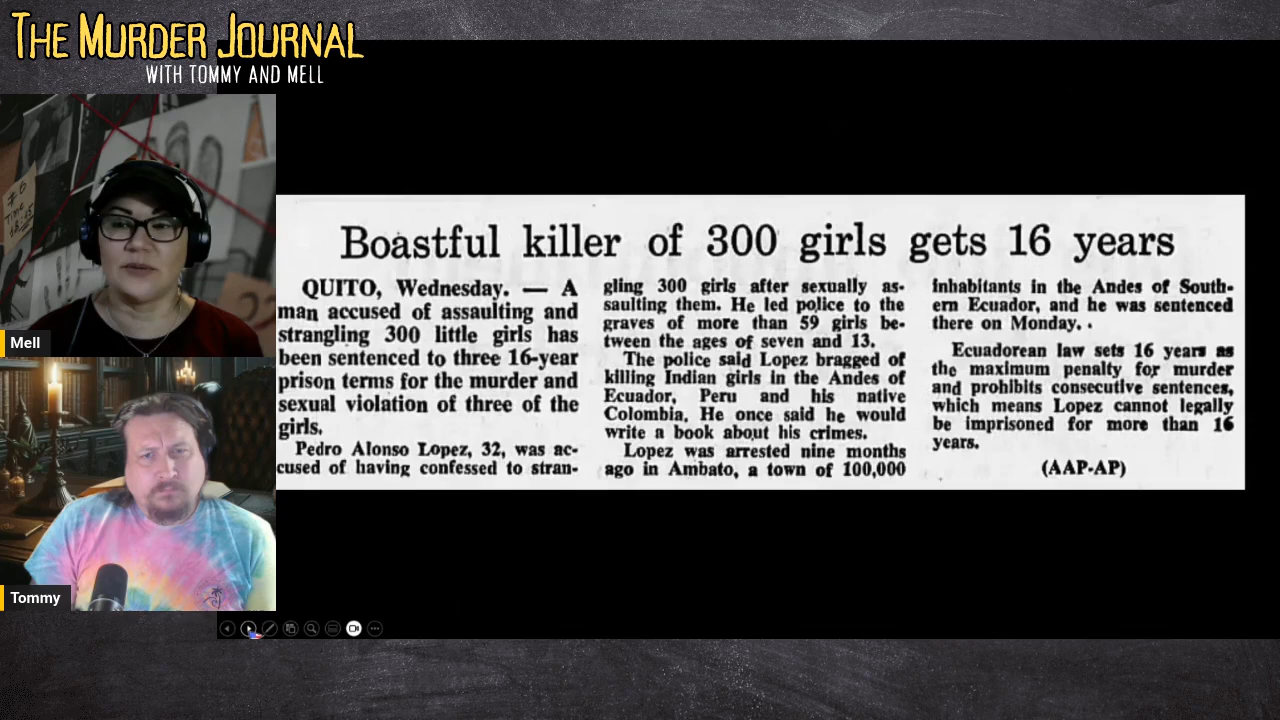 THE MURDER JOURNAL
WITH TOMMY AND MELL
Mell
Tommy
Boastful killer of 300 girls gets 16 years
QUITO, Wednesday. — A
man accused of assaulting and
strangling 300 little girls has
been sentenced to three 16-year
prison terms for the murder and
sexual violation of three of the
girls.
Pedro Alonso Lopez, 32, was ac-
cused of having confessed to stran-
gling 300 girls after sexually as-
saulting them. He led police to the
graves of more than 59 girls be-
tween the ages of seven and 13.
The police said Lopez bragged of
killing Indian girls in the Andes of
Ecuador, Peru and his native
Colombia. He once said he would
write a book about his crimes.
Lopez was arrested nine months
ago in Ambato, a town of 100,000
inhabitants in the Andes of South-
ern Ecuador, and he was sentenced
there on Monday.
Ecuadorean law sets 16 years as
the maximum penalty for murder
and prohibits consecutive sentences,
which means Lopez cannot legally
be imprisoned for more than 16
years.
(AAP-AP)